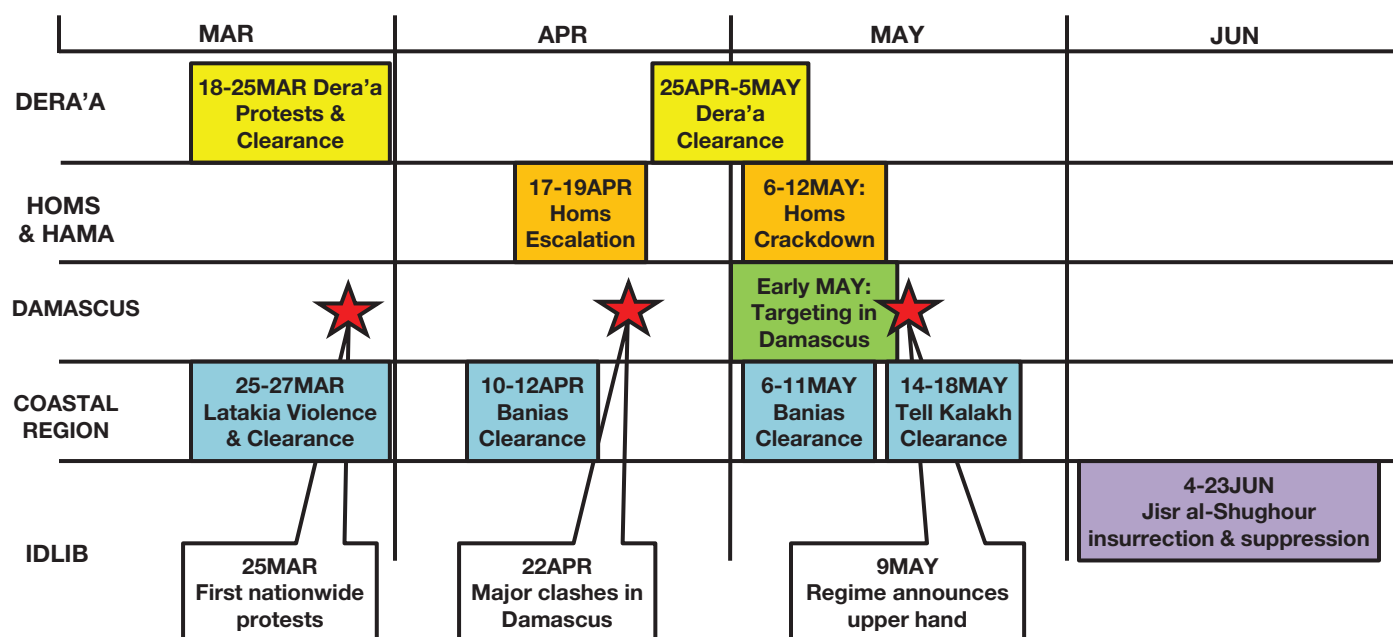 MAR
APR
MAY
JUN
DERA’A
18-25MAR Dera’a
Protests &
Clearance
25APR-5MAY
Dera’a
Clearance
HOMS
& HAMA
17-19APR
Homs
Escalation
6-12MAY:
Homs
Crackdown
DAMASCUS
Early MAY:
Targeting in
Damascus
COASTAL
REGION
25-27MAR
Latakia Violence
& Clearance
10-12APR
Banias
Clearance
6-11MAY
Banias
Clearance
14-18MAY
Tell Kalakh
Clearance
IDLIB
4-23JUN
Jisr al-Shughour
insurrection & suppression
25MAR
First nationwide
protests
22APR
Major clashes in
Damascus
9MAY
Regime announces
upper hand